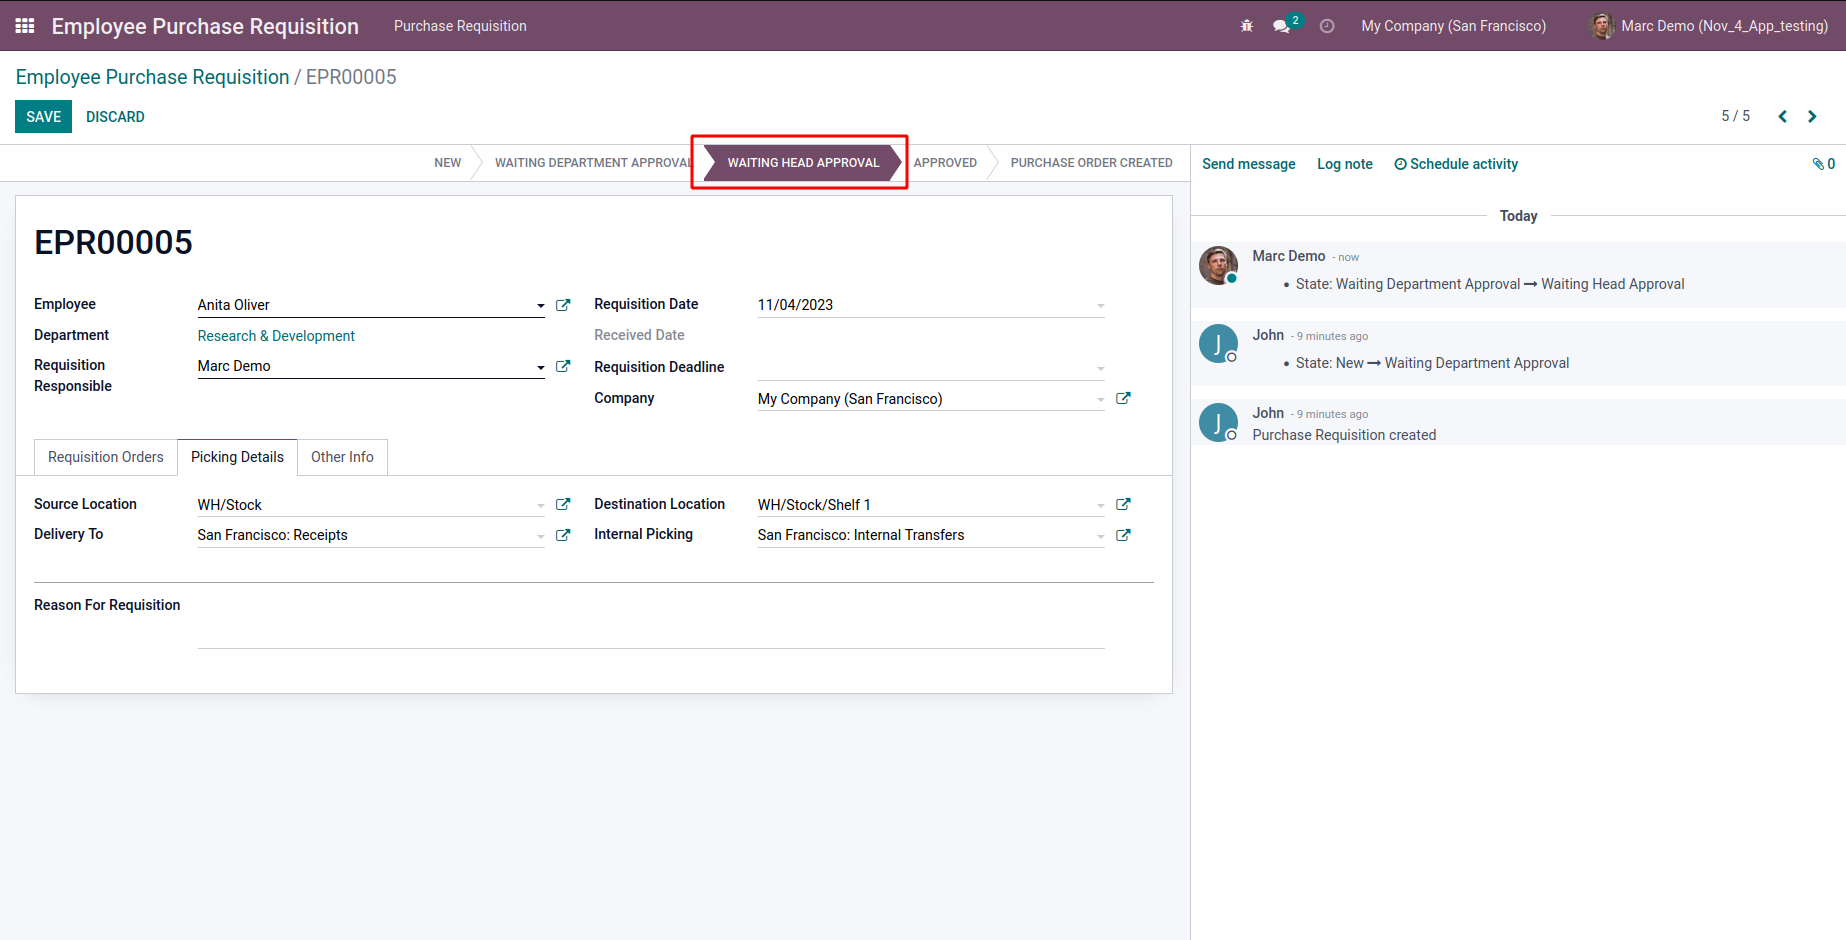 Employee Purchase Requisition Purchase Requisition 2 My Company (San Francisco) Marc Demo (Nov_4_App_testing)
Employee Purchase Requisition / EPR00005
SAVE DISCARD 5 / 5
NEW WAITING DEPARTMENT APPROVAL WAITING HEAD APPROVAL APPROVED PURCHASE ORDER CREATED
EPR00005
Employee Anita Oliver
Department Research & Development
Requisition Responsible Marc Demo
Requisition Date 11/04/2023
Received Date
Requisition Deadline
Company My Company (San Francisco)
Requisition Orders Picking Details Other Info
Source Location WH/Stock Destination Location WH/Stock/Shelf 1
Delivery To San Francisco: Receipts Internal Picking San Francisco: Internal Transfers
Reason For Requisition
Send message Log note Schedule activity 0
Today
Marc Demo - now
• State: Waiting Department Approval → Waiting Head Approval
J
John - 9 minutes ago
• State: New → Waiting Department Approval
J
John - 9 minutes ago
Purchase Requisition created